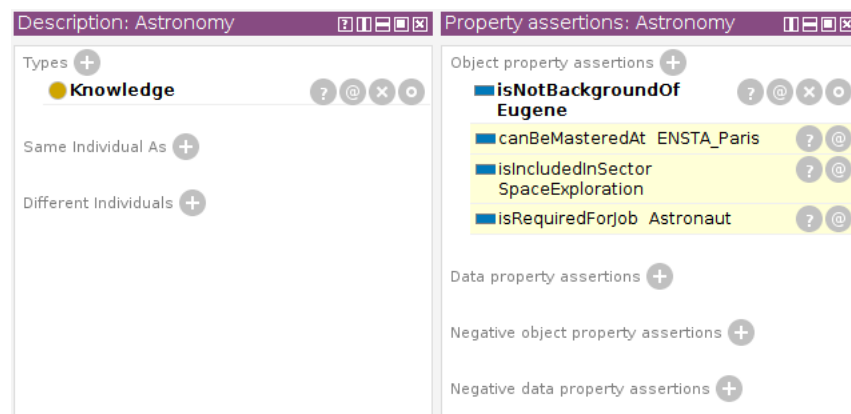 Description: Astronomy
Types
Knowledge
Same Individual As
Different Individuals
Property assertions: Astronomy
Object property assertions
isNotBackgroundOf
Eugene
canBeMasteredAt ENSTA_Paris
isIncludedInSector
SpaceExploration
isRequiredForJob Astronaut
Data property assertions
Negative object property assertions
Negative data property assertions